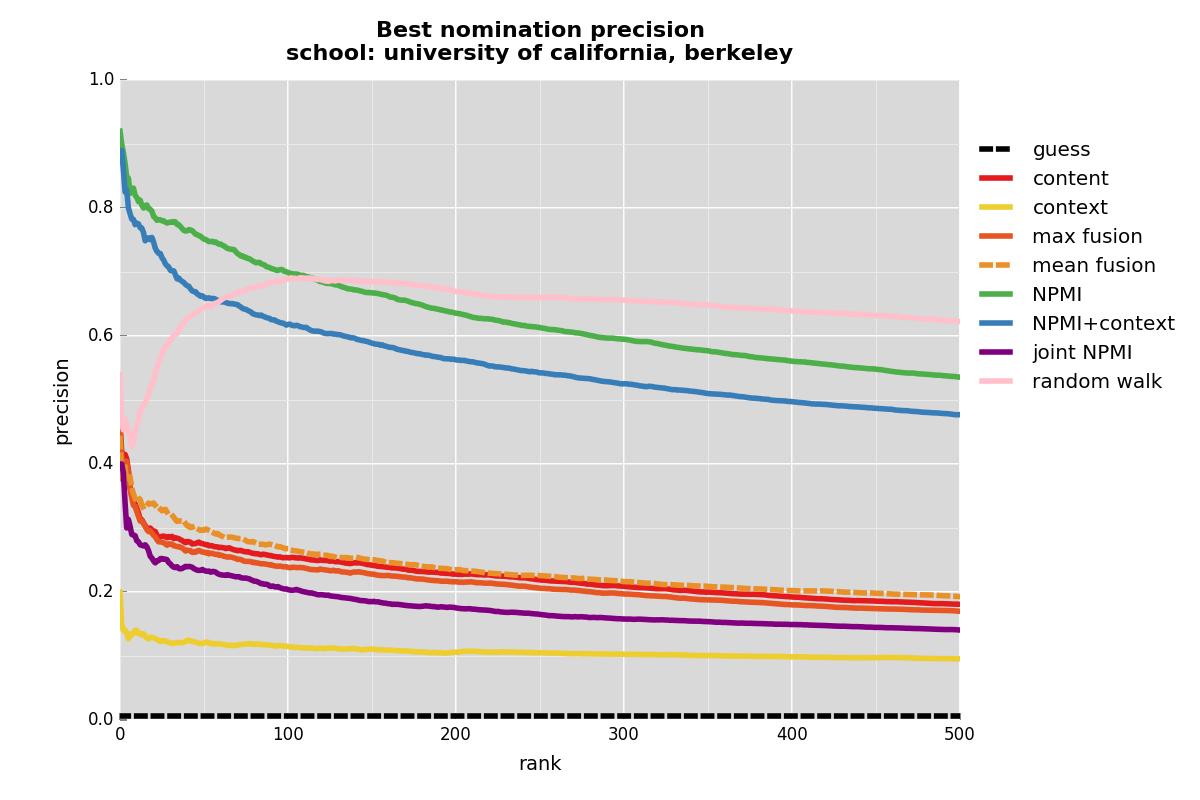 Best nomination precision
school: university of california, berkeley
precision
1.0
0.8
0.6
0.4
0.2
0.0
0 100 200 300 400 500
rank
guess
content
context
max fusion
mean fusion
NPMI
NPMI+context
joint NPMI
random walk